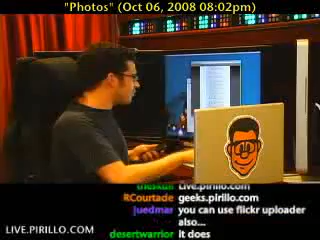 "Photos" (Oct 06, 2008 08:02pm)
theskull Live.pirillo.com
RCourtade geeks.pirillo.com
juedmar you can use flickr uploader
also...
desertwarrior it does
LIVE.PIRILLO.COM